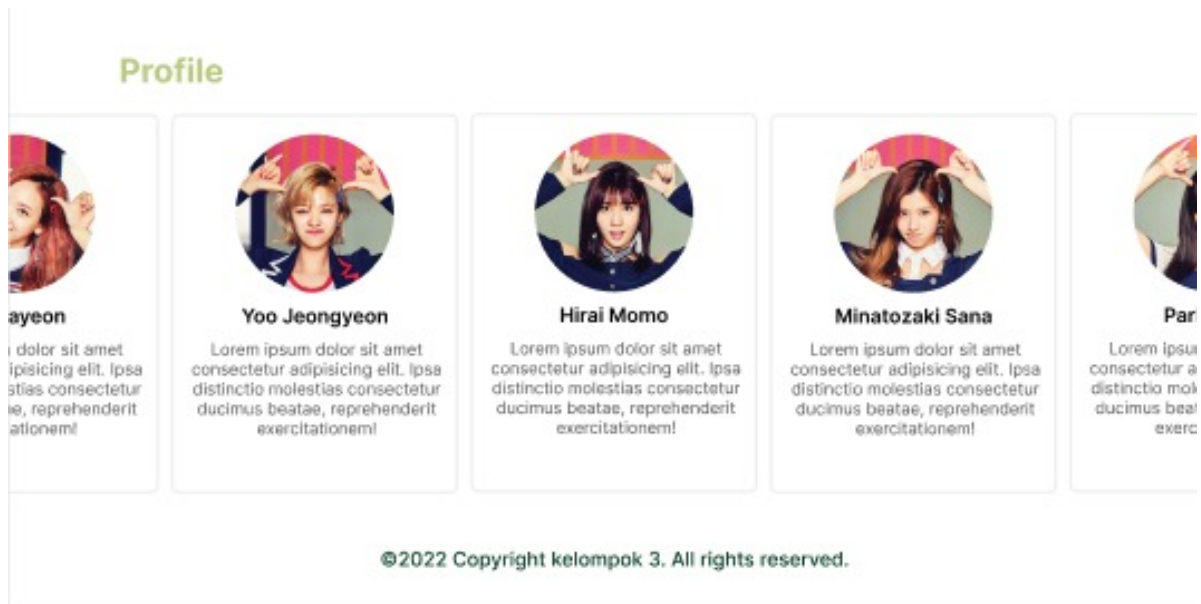 Profile
ayeon
dolor sit amet
ipisicing elit. Ipsa
stias consectetur
e, reprehenderit
ationem!
Yoo Jeongyeon
Lorem ipsum dolor sit amet
consectetur adipisicing elit. Ipsa
distinctio molestias consectetur
ducimus beatae, reprehenderit
exercitationem!
Hirai Momo
Lorem ipsum dolor sit amet
consectetur adipisicing elit. Ipsa
distinctio molestias consectetur
ducimus beatae, reprehenderit
exercitationem!
Minatozaki Sana
Lorem ipsum dolor sit amet
consectetur adipisicing elit. Ipsa
distinctio molestias consectetur
ducimus beatae, reprehenderit
exercitationem!
Par
Lorem ipsu
consectetur a
distinctio mol
ducimus beat
exerc
©2022 Copyright kelompok 3. All rights reserved.